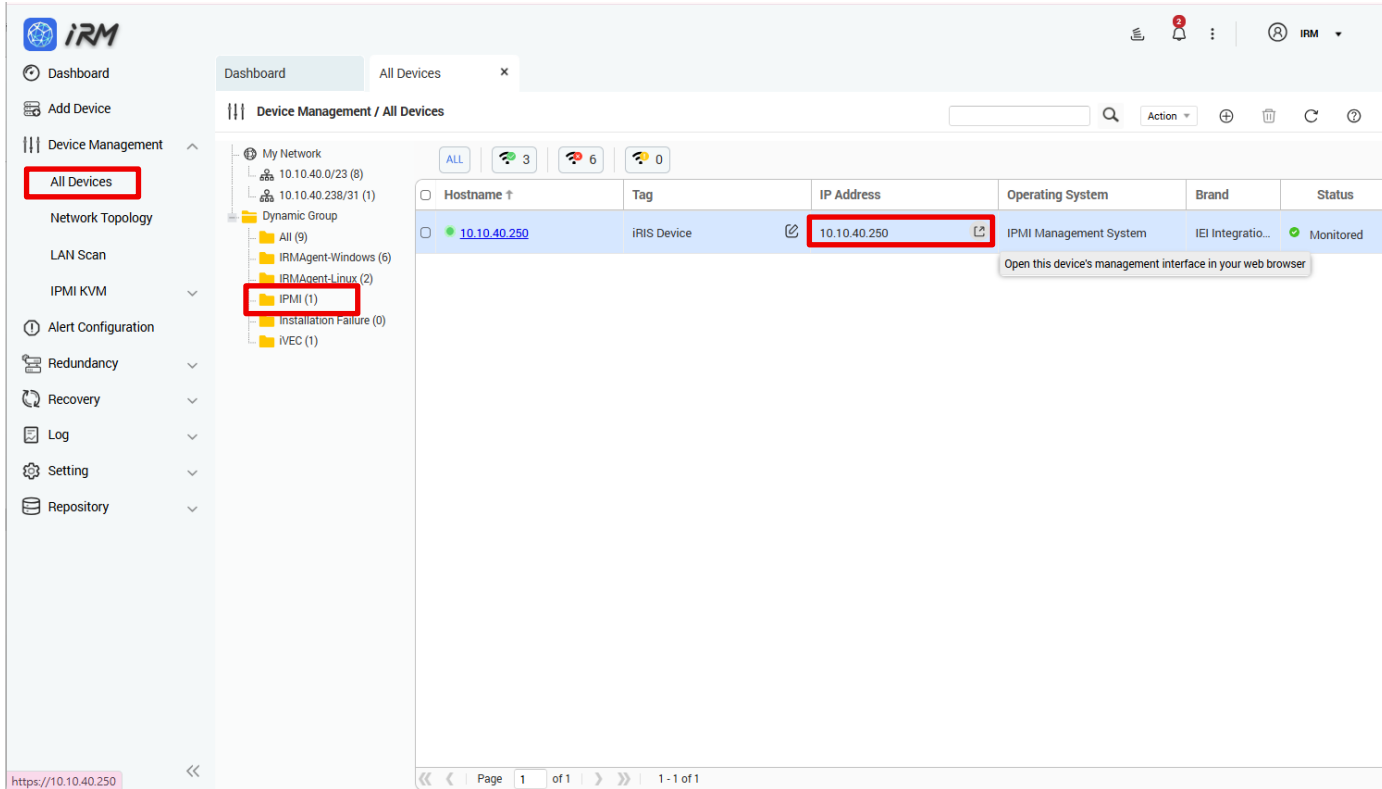 iRM
2
IRM
Dashboard
Add Device
Device Management
All Devices
Network Topology
LAN Scan
IPMI KVM
Alert Configuration
Redundancy
Recovery
Log
Setting
Repository
https://10.10.40.250
Dashboard
All Devices
Device Management / All Devices
Action
My Network
10.10.40.0/23 (8)
10.10.40.238/31 (1)
Dynamic Group
All (9)
IRMAgent-Windows (6)
IRMAgent-Linux (2)
IPMI (1)
Installation Failure (0)
iVEC (1)
ALL 3 6 0
Hostname ↑ Tag IP Address Operating System Brand Status
10.10.40.250 iRIS Device 10.10.40.250 IPMI Management System IEI Integratio... Monitored
Open this device's management interface in your web browser
Page 1 of 1 1 - 1 of 1